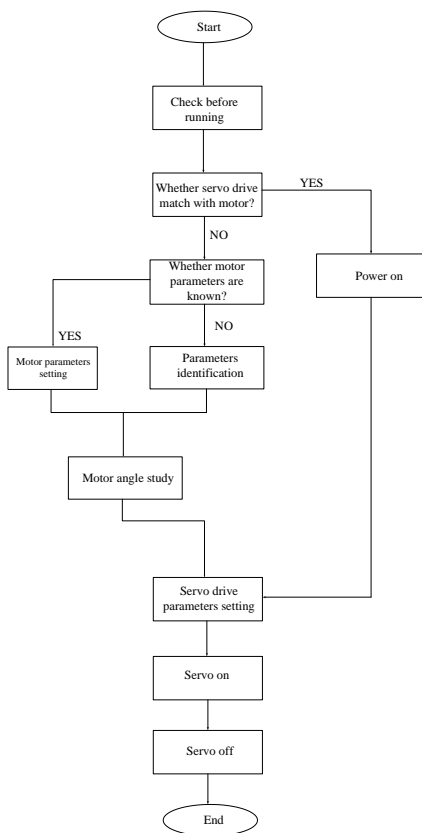 Start
Check before
running
Whether servo drive
match with motor?
YES
NO
Whether motor
parameters are
known?
Power on
YES
NO
Motor parameters
setting
Parameters
identification
Motor angle study
Servo drive
parameters setting
Servo on
Servo off
End